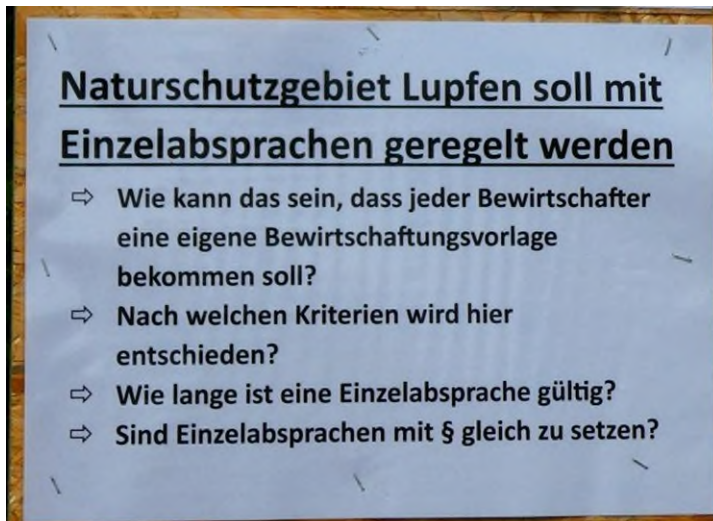 Naturschutzgebiet Lupfen soll mit
Einzelabsprachen geregelt werden
⇨ Wie kann das sein, dass jeder Bewirtschafter
eine eigene Bewirtschaftungsvorlage
bekommen soll?
⇨ Nach welchen Kriterien wird hier
entschieden?
⇨ Wie lange ist eine Einzelabsprache gültig?
⇨ Sind Einzelabsprachen mit § gleich zu setzen?